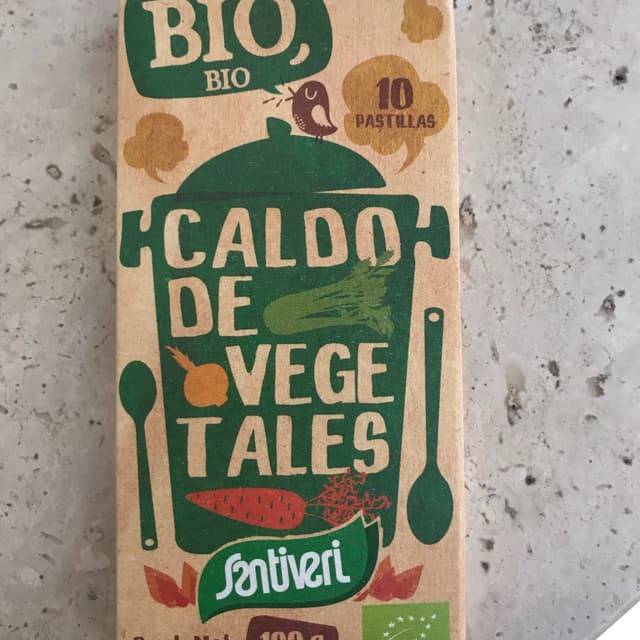 BIO,
BIO
10
PASTILLAS
CALDO
DE
VEGE
TALES
Santiveri